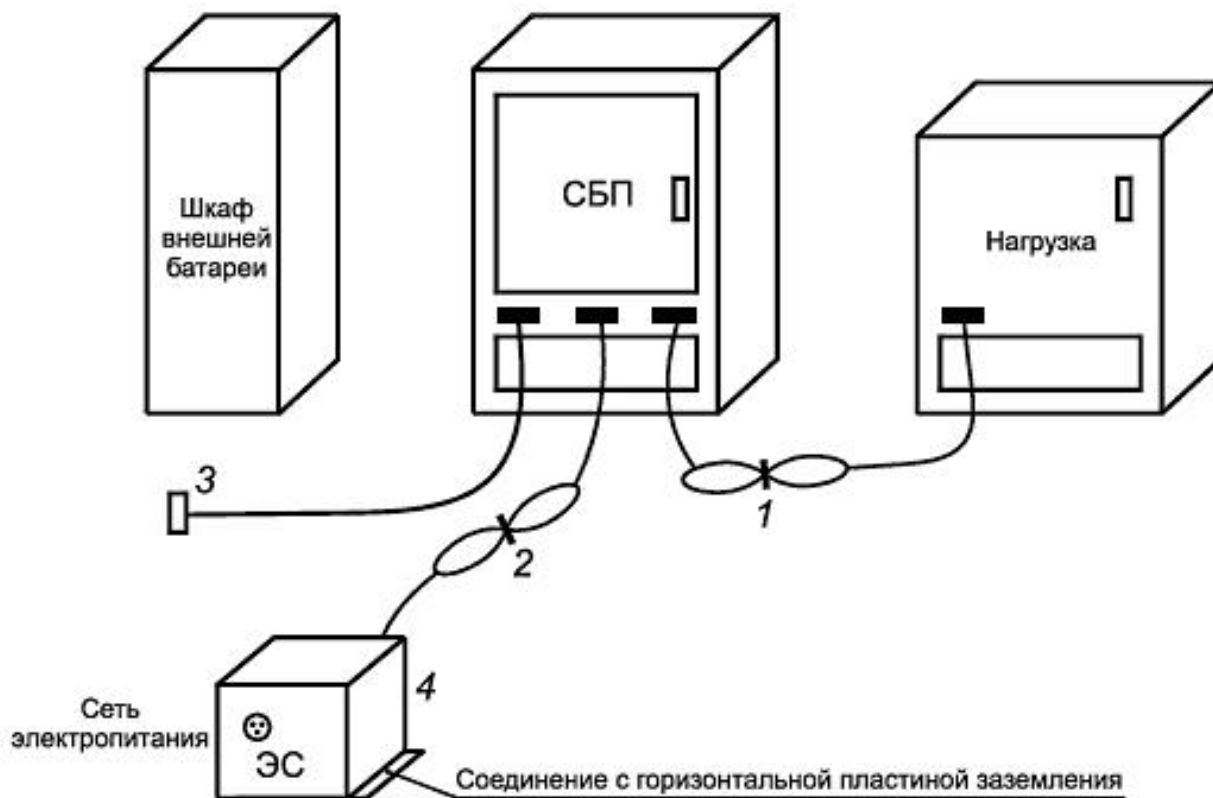 Шкаф
внешней
батареи
СБП
Нагрузка
3
1
2
4
Сеть
электропитания
ЭС
Соединение с горизонтальной пластиной заземления